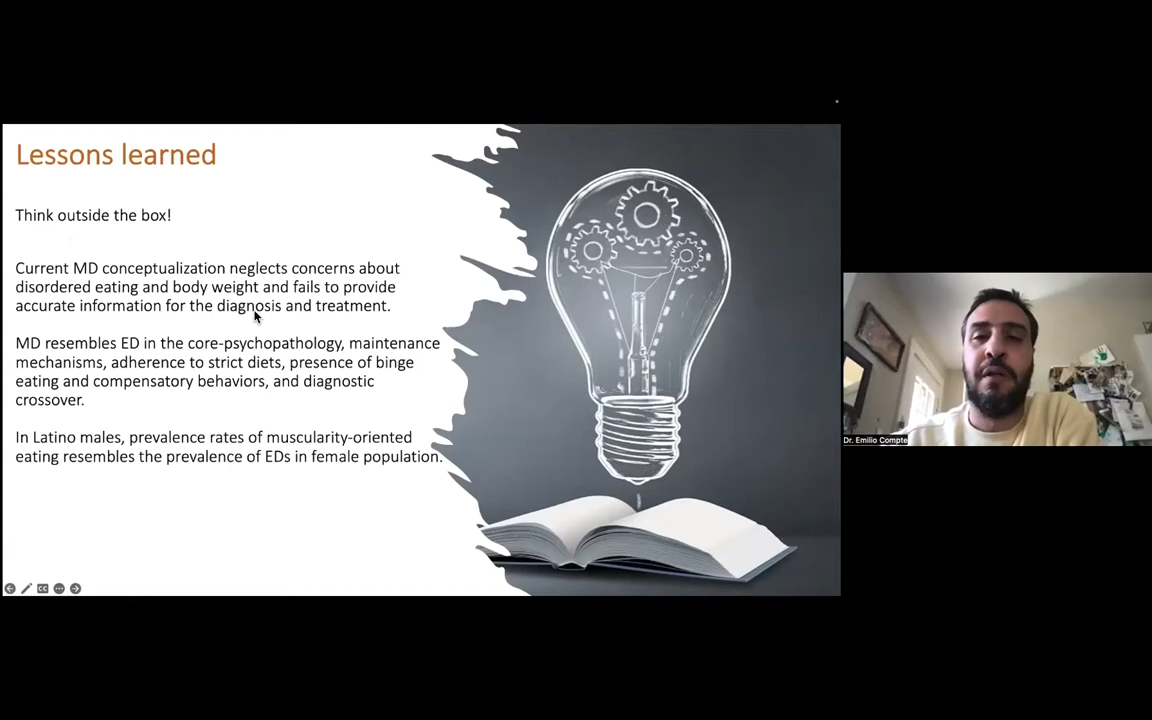 Lessons learned
Think outside the box!
Current MD conceptualization neglects concerns about
disordered eating and body weight and fails to provide
accurate information for the diagnosis and treatment.
MD resembles ED in the core-psychopathology, maintenance
mechanisms, adherence to strict diets, presence of binge
eating and compensatory behaviors, and diagnostic
crossover.
In Latino males, prevalence rates of muscularity-oriented
eating resembles the prevalence of EDs in female population.
Dr. Emilio Compte